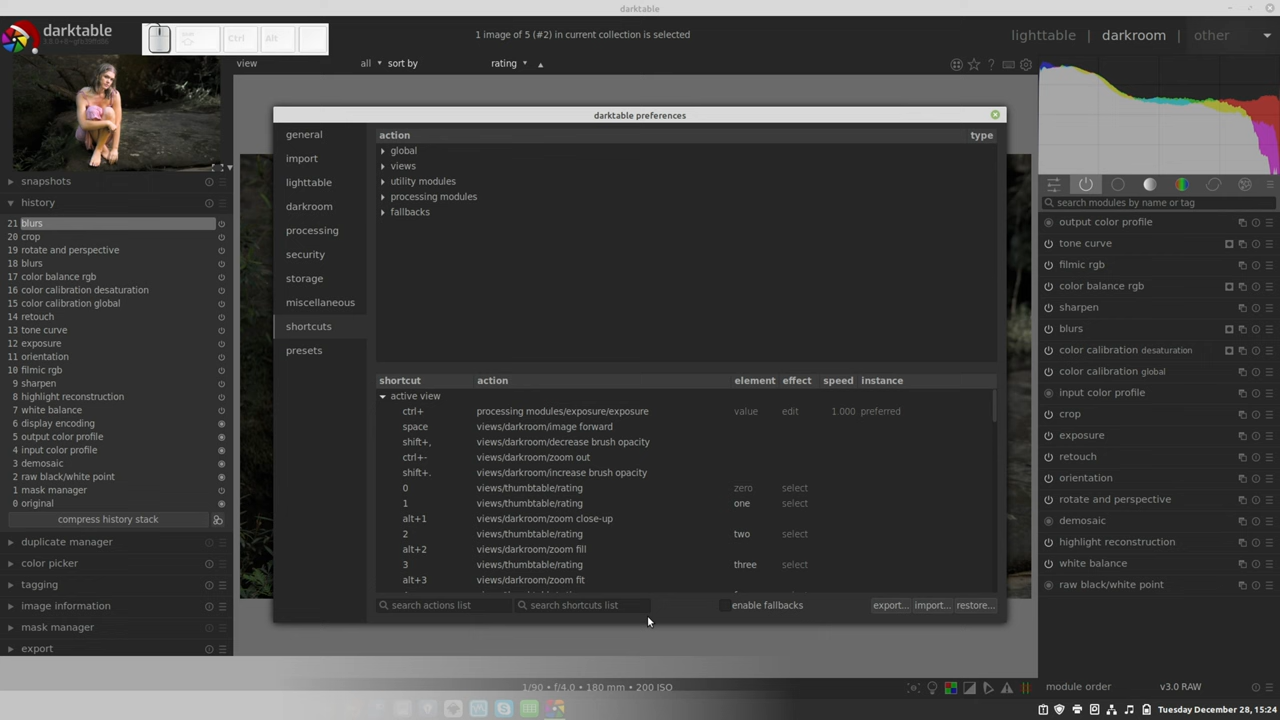 darktable
darktable
Ctrl
Alt
1 image of 5 (#2) in current collection is selected
lighttable
darkroom
other
view
all
sort by
rating
snapshots
history
21 blurs
20 crop
19 rotate and perspective
18 blurs
17 color balance rgb
16 color calibration desaturation
15 color calibration global
14 retouch
13 tone curve
12 exposure
11 orientation
10 filmic rgb
9 sharpen
8 highlight reconstruction
7 white balance
6 display encoding
5 output color profile
4 input color profile
3 demosaic
2 raw black/white point
1 mask manager
0 original
compress history stack
duplicate manager
color picker
tagging
image information
mask manager
export
darktable preferences
general
import
lighttable
darkroom
processing
security
storage
miscellaneous
shortcuts
presets
action type
global
views
utility modules
processing modules
fallbacks
shortcut action element effect speed instance
active view
ctrl+ processing modules/exposure/exposure value edit 1.000 preferred
space views/darkroom/image forward
shift+, views/darkroom/decrease brush opacity
ctrl+- views/darkroom/zoom out
shift+. views/darkroom/increase brush opacity
0 views/thumbtable/rating zero select
1 views/thumbtable/rating one select
alt+1 views/darkroom/zoom close-up
2 views/thumbtable/rating two select
alt+2 views/darkroom/zoom fill
3 views/thumbtable/rating three select
alt+3 views/darkroom/zoom fit
search actions list
search shortcuts list
enable fallbacks
export...
import...
restore...
search modules by name or tag
output color profile
tone curve
filmic rgb
color balance rgb
sharpen
blurs
color calibration desaturation
color calibration global
input color profile
crop
exposure
retouch
orientation
rotate and perspective
demosaic
highlight reconstruction
white balance
raw black/white point
1/90 • f/4.0 • 180 mm • 200 ISO
module order v3.0 RAW
Tuesday December 28, 15:24